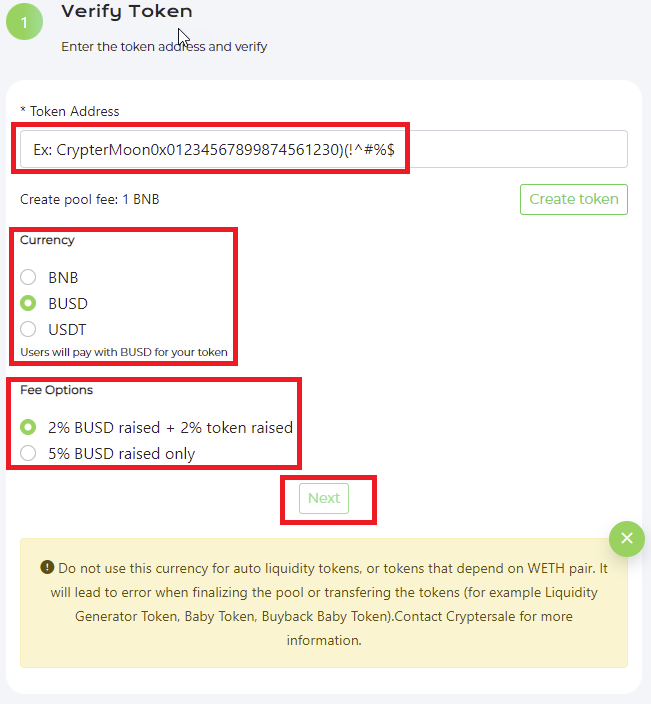 1
Verify Token
Enter the token address and verify
* Token Address
Ex: CrypterMoon0x01234567899874561230)(!^#%$
Create pool fee: 1 BNB
Create token
Currency
BNB
BUSD
USDT
Users will pay with BUSD for your token
Fee Options
2% BUSD raised + 2% token raised
5% BUSD raised only
Next
Do not use this currency for auto liquidity tokens, or tokens that depend on WETH pair. It
will lead to error when finalizing the pool or transfering the tokens (for example Liquidity
Generator Token, Baby Token, Buyback Baby Token).Contact Cryptersale for more
information.